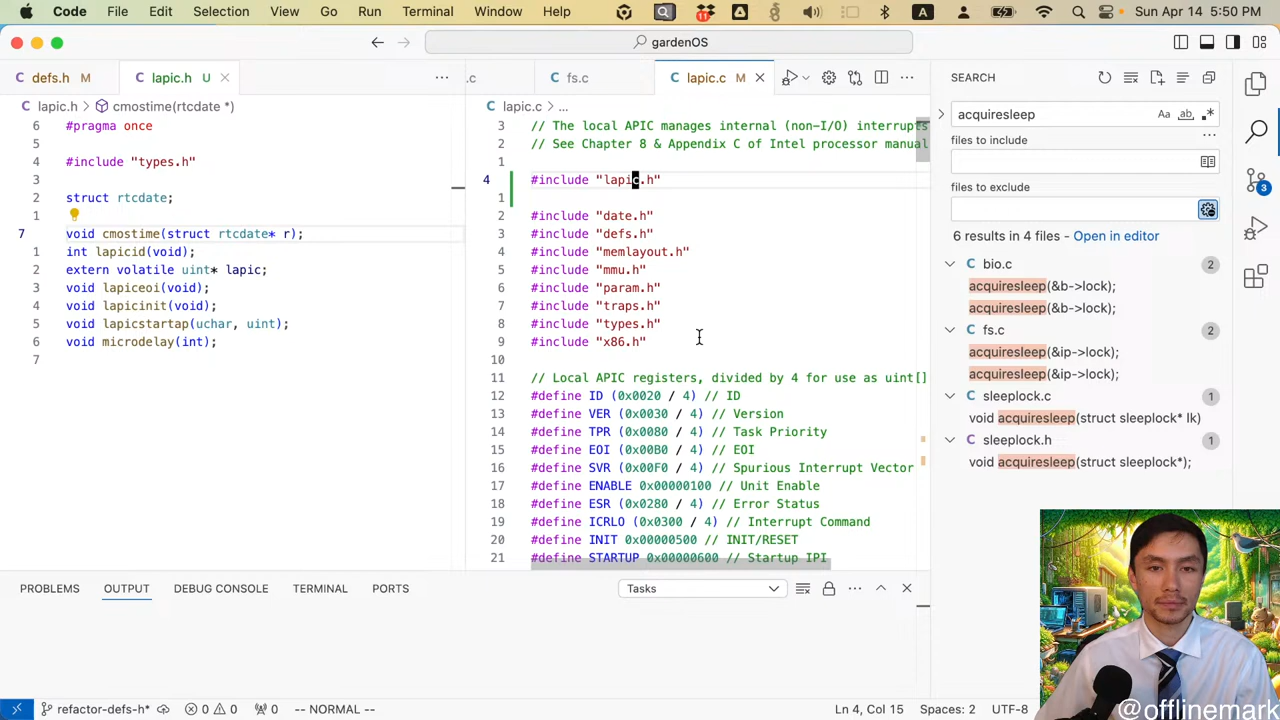 Code File Edit Selection View Go Run Terminal Window Help A Sun Apr 14 5:50 PM
gardenOS
C defs.h M C lapic.h U ··· .c C fs.c C lapic.c M ···
SEARCH
C lapic.h > cmostime(rtcdate *)
C lapic.c > ...
acquiresleep
Aa ab .*
files to include
···
files to exclude
6 results in 4 files - Open in editor
C bio.c 2
acquiresleep(&b->lock);
acquiresleep(&b->lock);
C fs.c 2
acquiresleep(&ip->lock);
acquiresleep(&ip->lock);
C sleeplock.c 1
void acquiresleep(struct sleeplock* lk)
C sleeplock.h 1
void acquiresleep(struct sleeplock*);
3
6 #pragma once
5
4 #include "types.h"
3
2 struct rtcdate;
1
7 void cmostime(struct rtcdate* r);
1 int lapicid(void);
2 extern volatile uint* lapic;
3 void lapiceoi(void);
4 void lapicinit(void);
5 void lapicstartap(uchar, uint);
6 void microdelay(int);
7
3 // The local APIC manages internal (non-I/O) interrupts
2 // See Chapter 8 & Appendix C of Intel processor manual
1
4 #include "lapic.h"
1
2 #include "date.h"
3 #include "defs.h"
4 #include "memlayout.h"
5 #include "mmu.h"
6 #include "param.h"
7 #include "traps.h"
8 #include "types.h"
9 #include "x86.h"
10
11 // Local APIC registers, divided by 4 for use as uint[]
12 #define ID (0x0020 / 4) // ID
13 #define VER (0x0030 / 4) // Version
14 #define TPR (0x0080 / 4) // Task Priority
15 #define EOI (0x00B0 / 4) // EOI
16 #define SVR (0x00F0 / 4) // Spurious Interrupt Vector
17 #define ENABLE 0x00000100 // Unit Enable
18 #define ESR (0x0280 / 4) // Error Status
19 #define ICRLO (0x0300 / 4) // Interrupt Command
20 #define INIT 0x00000500 // INIT/RESET
21 #define STARTUP 0x00000600 // Startup IPI
PROBLEMS OUTPUT DEBUG CONSOLE TERMINAL PORTS Tasks ···
refactor-defs-h* 0 0 0 -- NORMAL -- Ln 4, Col 15 Spaces: 2 UTF-8
@offlinemark